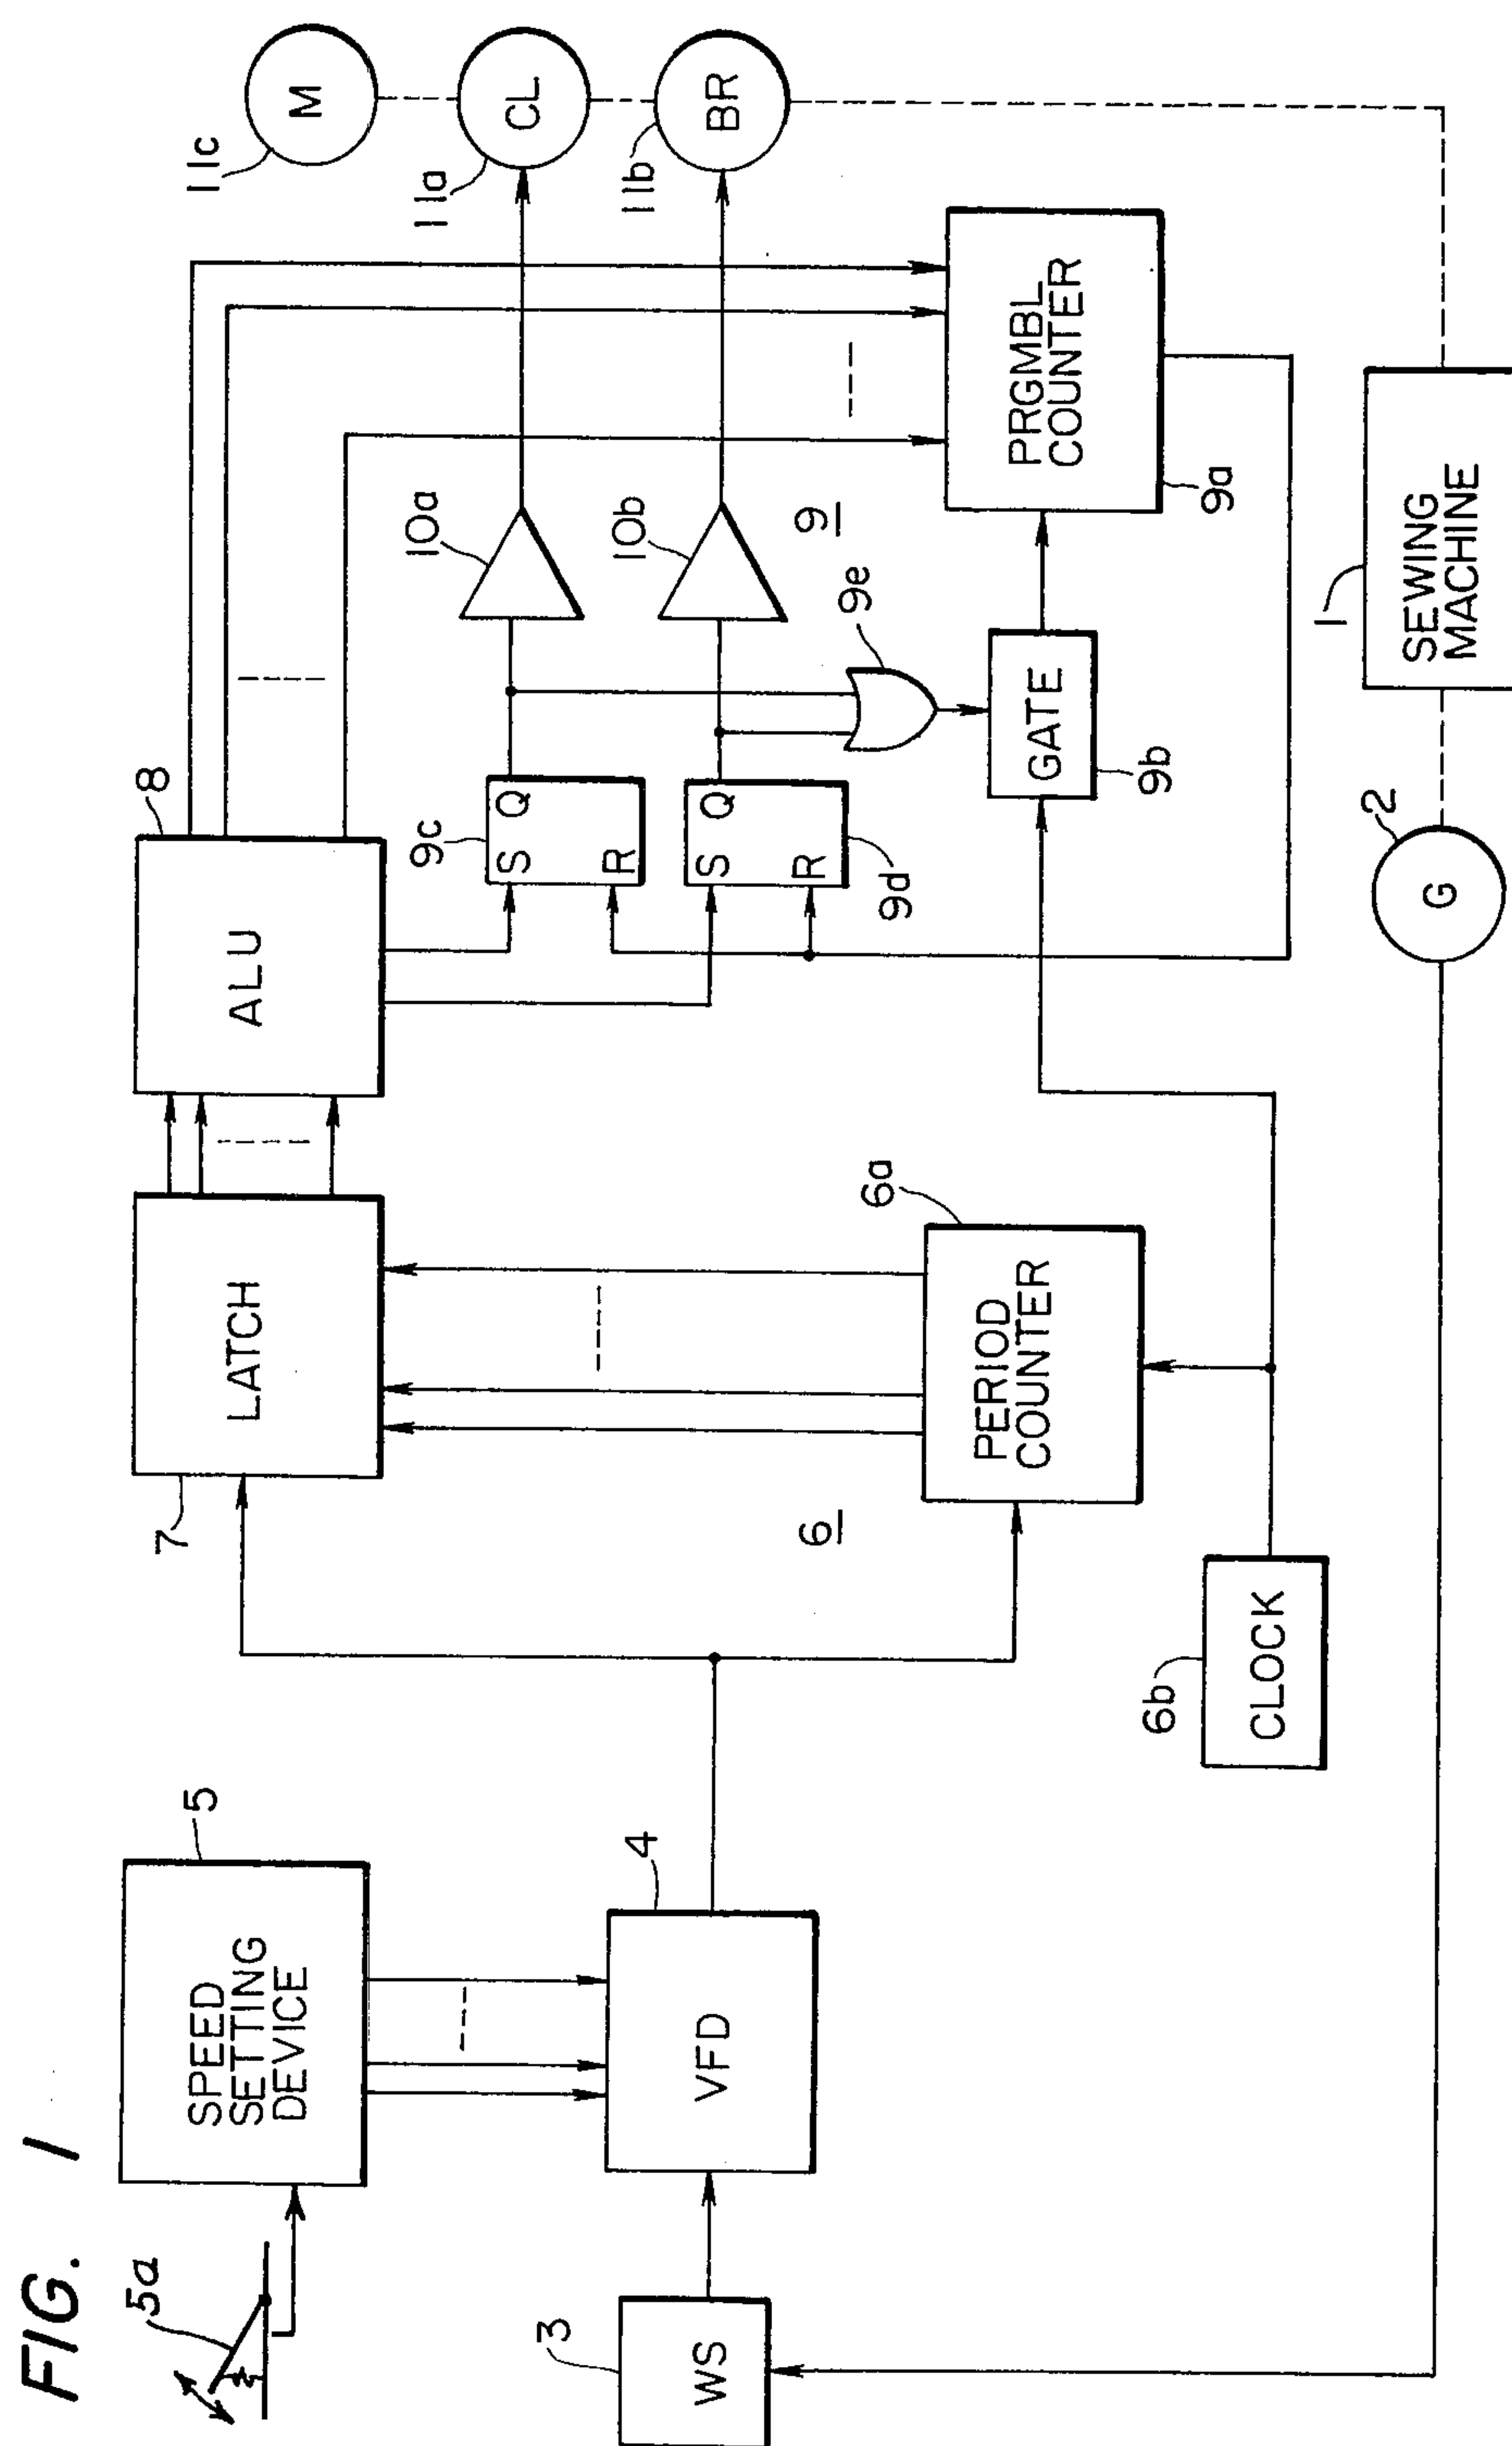 FIG. 1
5a
SPEED
SETTING
DEVICE
5
VFD
4
WS
3
LATCH
7
6
PERIOD
COUNTER
6a
CLOCK
6b
ALU
8
S Q
R
9c
S Q
R
9d
9e
GATE
9b
10a
10b
9
PRGMBL
COUNTER
9a
M
11c
CL
11a
BR
11b
SEWING
MACHINE
1
G
2